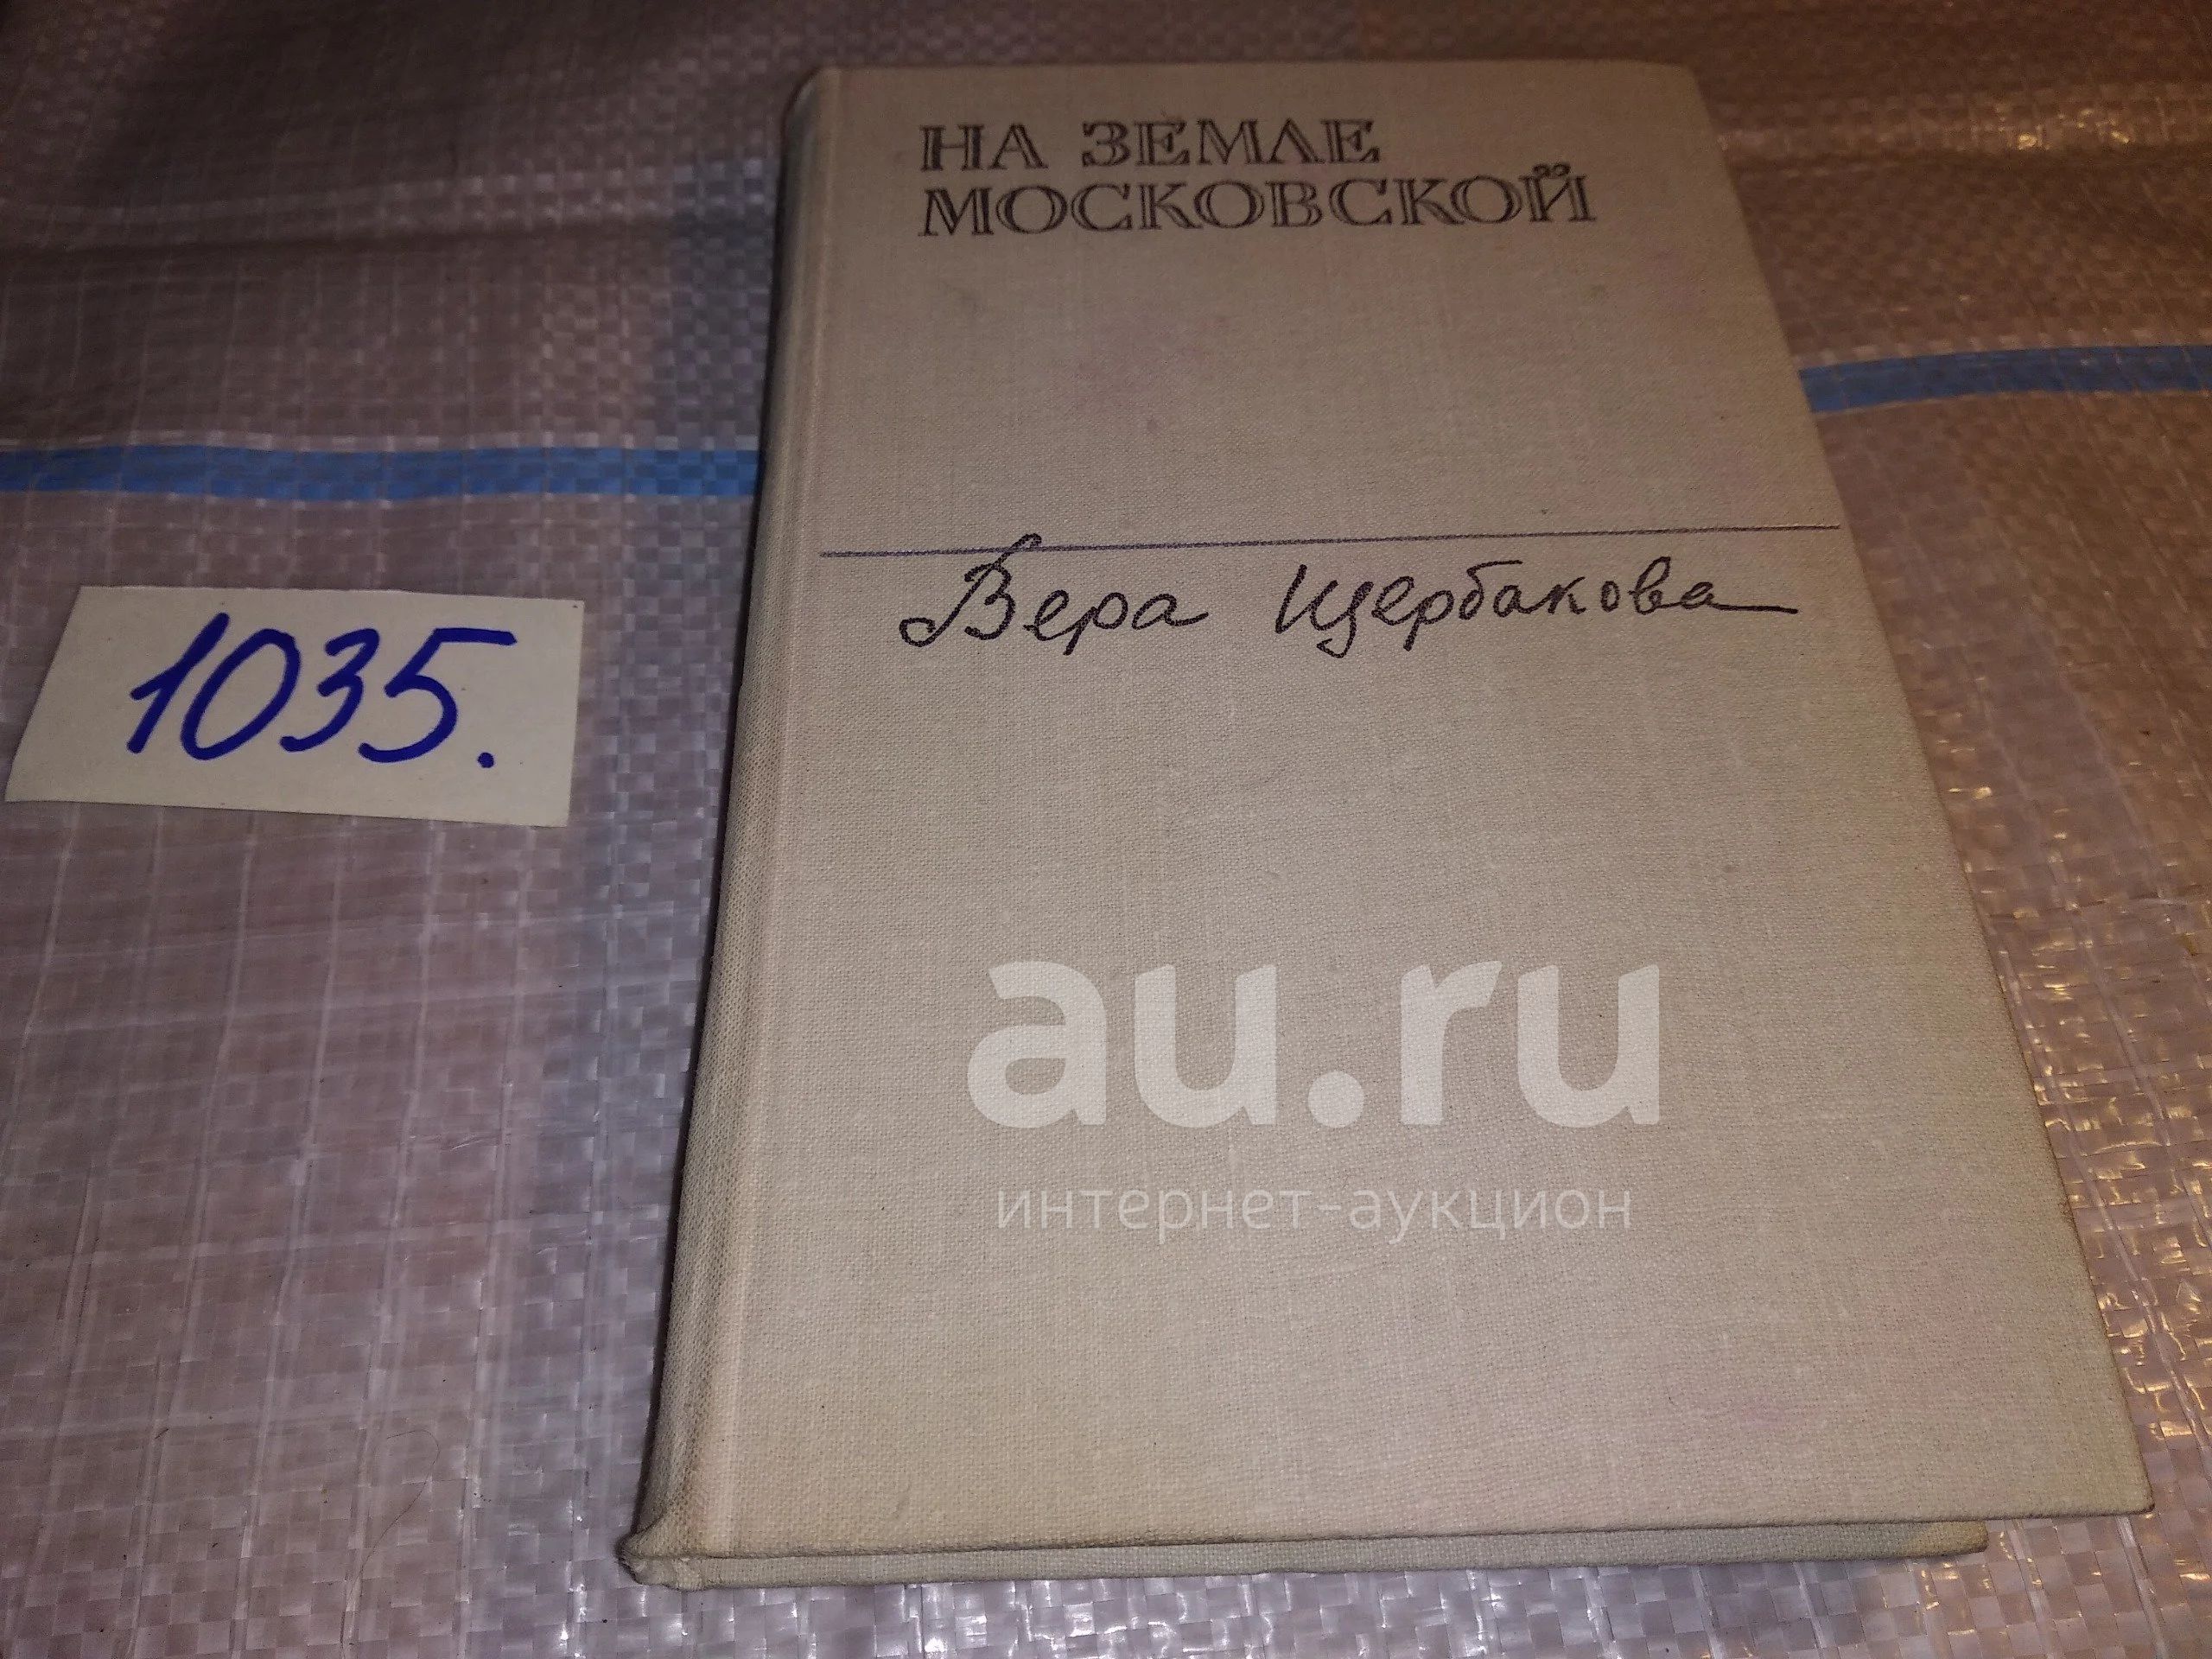 НА ЗЕМЛЕ
МОСКОВСКОЙ
Вера Щербакова
1035.
au.ru
интернет-аукцион